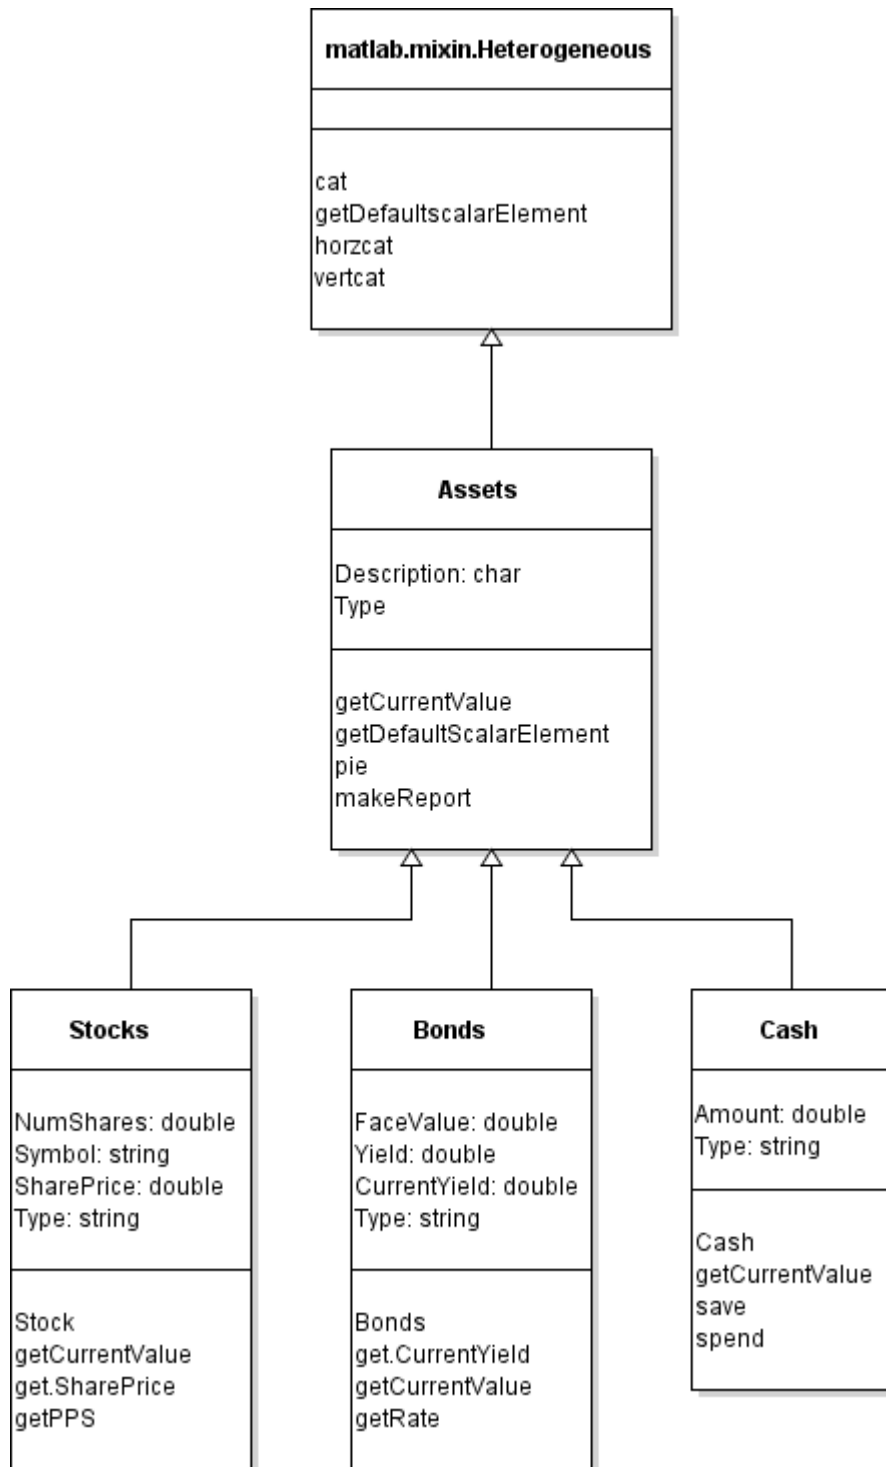 matlab.mixin.Heterogeneous
cat
getDefaultscalarElement
horzcat
vertcat
Assets
Description: char
Type
getCurrentValue
getDefaultScalarElement
pie
makeReport
Stocks
NumShares: double
Symbol: string
SharePrice: double
Type: string
Stock
getCurrentValue
get.SharePrice
getPPS
Bonds
FaceValue: double
Yield: double
CurrentYield: double
Type: string
Bonds
get.CurrentYield
getCurrentValue
getRate
Cash
Amount: double
Type: string
Cash
getCurrentValue
save
spend